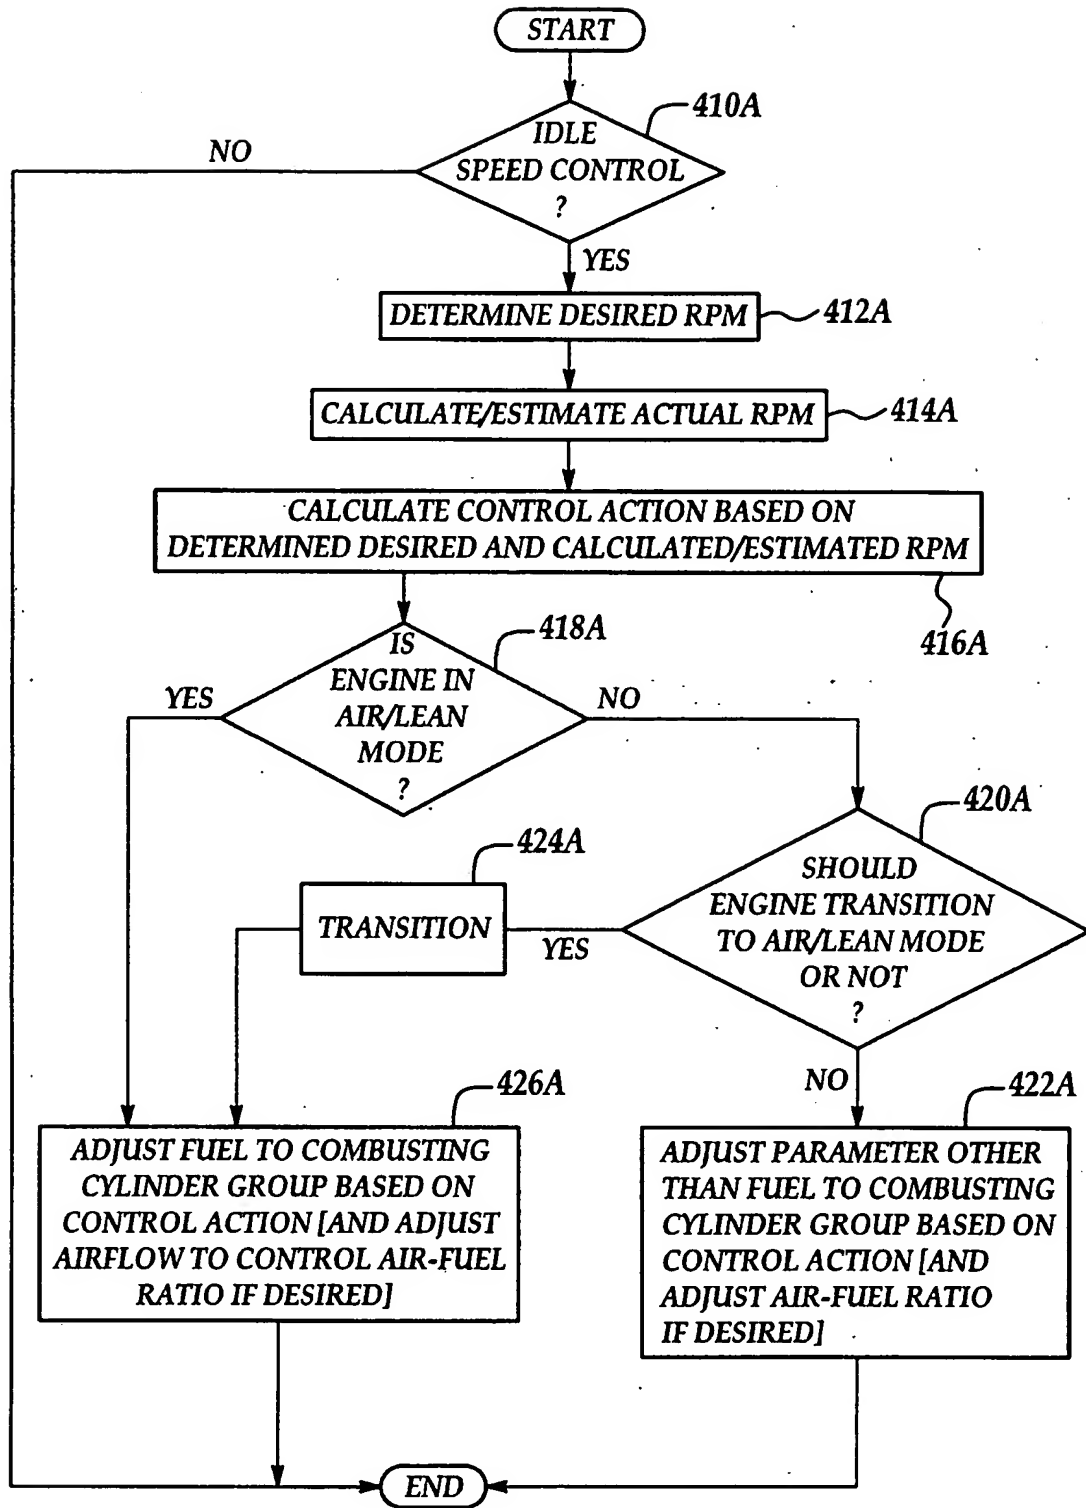 START
410A
IDLE
SPEED CONTROL
?
NO
YES
DETERMINE DESIRED RPM
412A
CALCULATE/ESTIMATE ACTUAL RPM
414A
CALCULATE CONTROL ACTION BASED ON
DETERMINED DESIRED AND CALCULATED/ESTIMATED RPM
416A
418A
IS
ENGINE IN
AIR/LEAN
MODE
?
YES
NO
420A
SHOULD
ENGINE TRANSITION
TO AIR/LEAN MODE
OR NOT
?
424A
TRANSITION
YES
NO
426A
ADJUST FUEL TO COMBUSTING
CYLINDER GROUP BASED ON
CONTROL ACTION [AND ADJUST
AIRFLOW TO CONTROL AIR-FUEL
RATIO IF DESIRED]
422A
ADJUST PARAMETER OTHER
THAN FUEL TO COMBUSTING
CYLINDER GROUP BASED ON
CONTROL ACTION [AND
ADJUST AIR-FUEL RATIO
IF DESIRED]
END